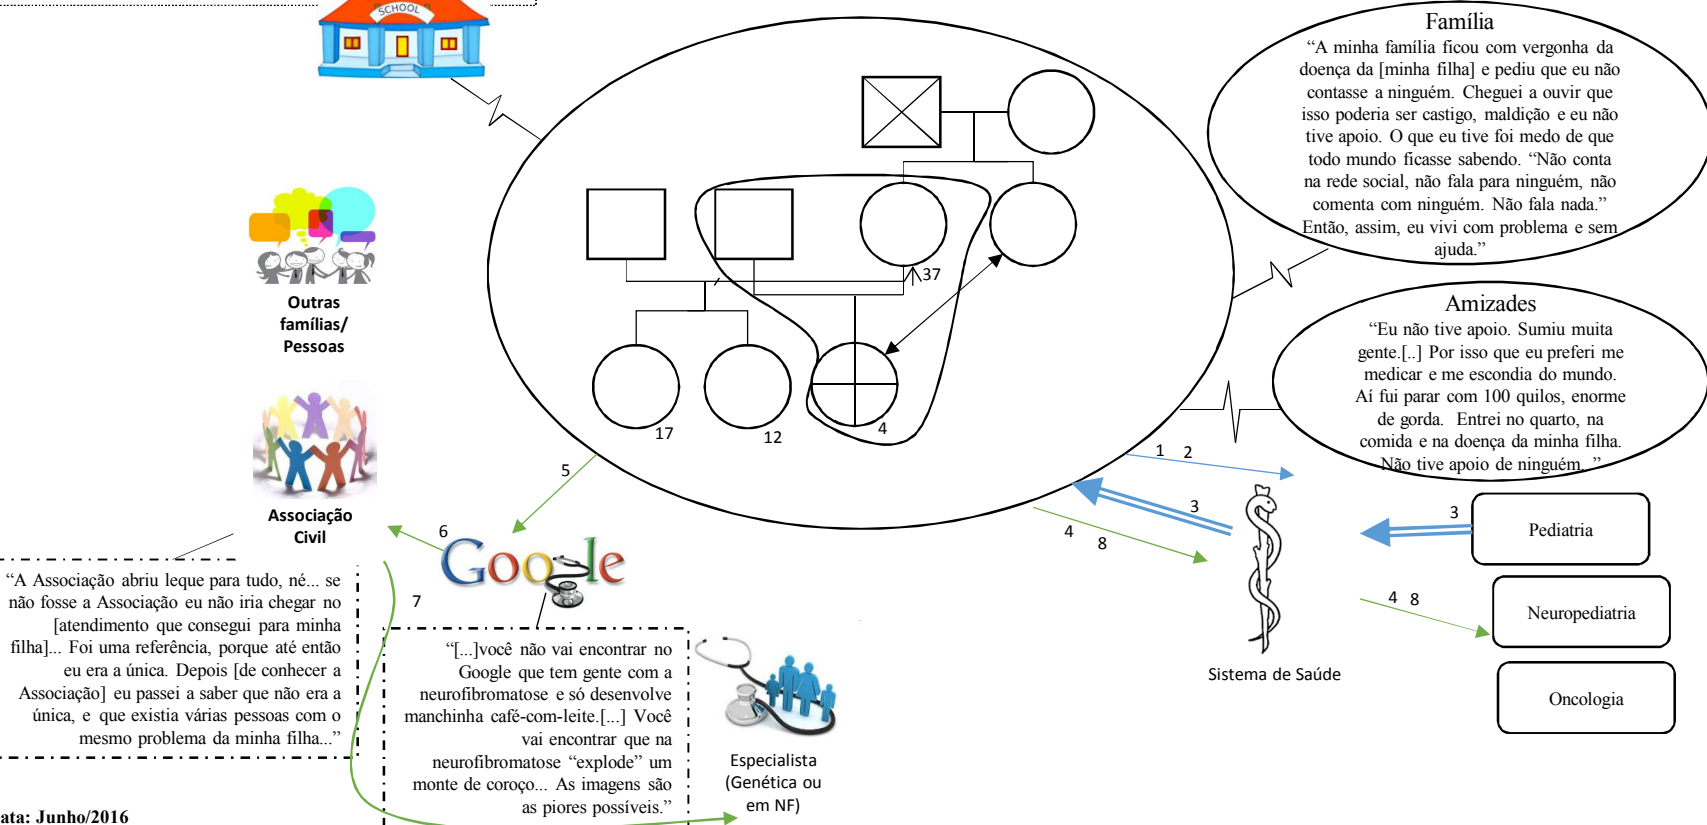 SCHOOL
Família
“A minha família ficou com vergonha da
doença da [minha filha] e pediu que eu não
contasse a ninguém. Cheguei a ouvir que
isso poderia ser castigo, maldição e eu não
tive apoio. O que eu tive foi medo de que
todo mundo ficasse sabendo. “Não conta
na rede social, não fala para ninguém, não
comenta com ninguém. Não fala nada.”
Então, assim, eu vivi com problema e sem
ajuda.”
37
17
12
4
Outras
famílias/
Pessoas
Amizades
“Eu não tive apoio. Sumiu muita
gente.[..] Por isso que eu preferi me
medicar e me escondia do mundo.
Aí fui parar com 100 quilos, enorme
de gorda. Entrei no quarto, na
comida e na doença da minha filha.
Não tive apoio de ninguém. ”
1 2
3
4 8
5
6
7
Associação
Civil
Google
“A Associação abriu leque para tudo, né... se
não fosse a Associação eu não iria chegar no
[atendimento que consegui para minha
filha]... Foi uma referência, porque até então
eu era a única. Depois [de conhecer a
Associação] eu passei a saber que não era a
única, e que existia várias pessoas com o
mesmo problema da minha filha...”
“[...]você não vai encontrar no
Google que tem gente com a
neurofibromatose e só desenvolve
manchinha café-com-leite.[...] Você
vai encontrar que na
neurofibromatose “explode” um
monte de coroço... As imagens são
as piores possíveis.”
Especialista
(Genética ou
em NF)
Sistema de Saúde
3
Pediatria
4 8
Neuropediatria
Oncologia
ata: Junho/2016